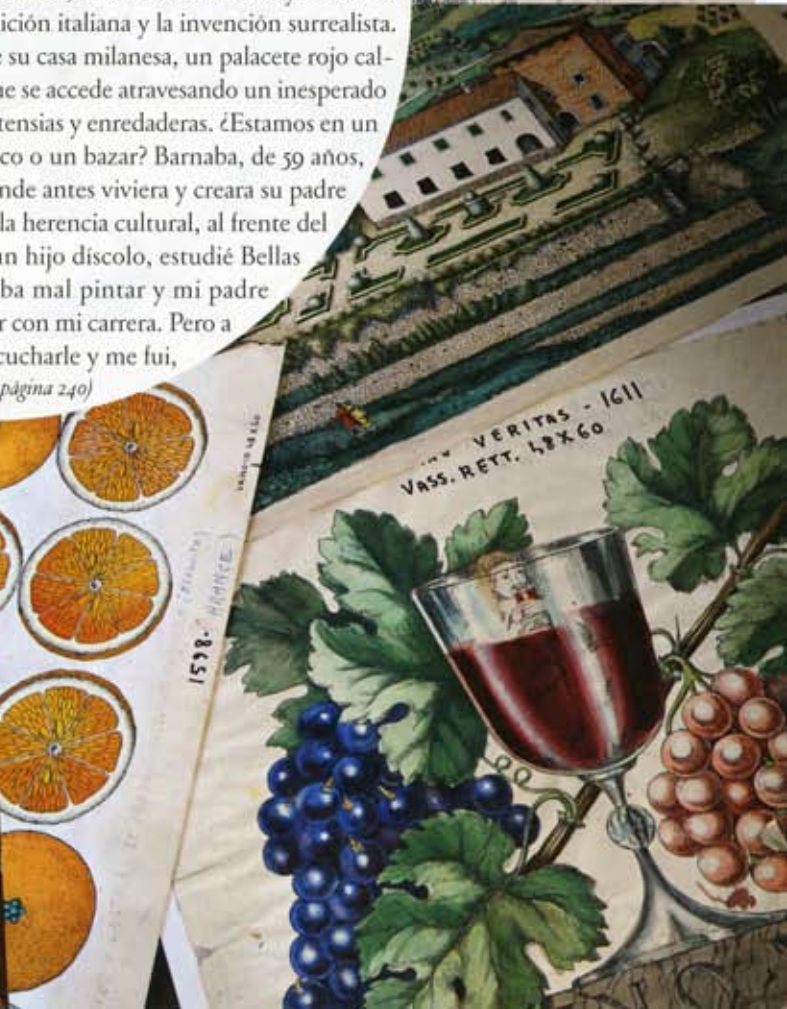 ición italiana y la invención surrealista.
e su casa milanesa, un palacete rojo cal-
ue se accede atravesando un inesperado
tensias y enredaderas. ¿Estamos en un
co o un bazar? Barnaba, de 59 años,
nde antes viviera y creara su padre
la herencia cultural, al frente del
un hijo díscolo, estudié Bellas
ba mal pintar y mi padre
r con mi carrera. Pero a
cucharle y me fui,
página 240)
VERITAS - 1611
VASS. RETT. 48X60
1598-